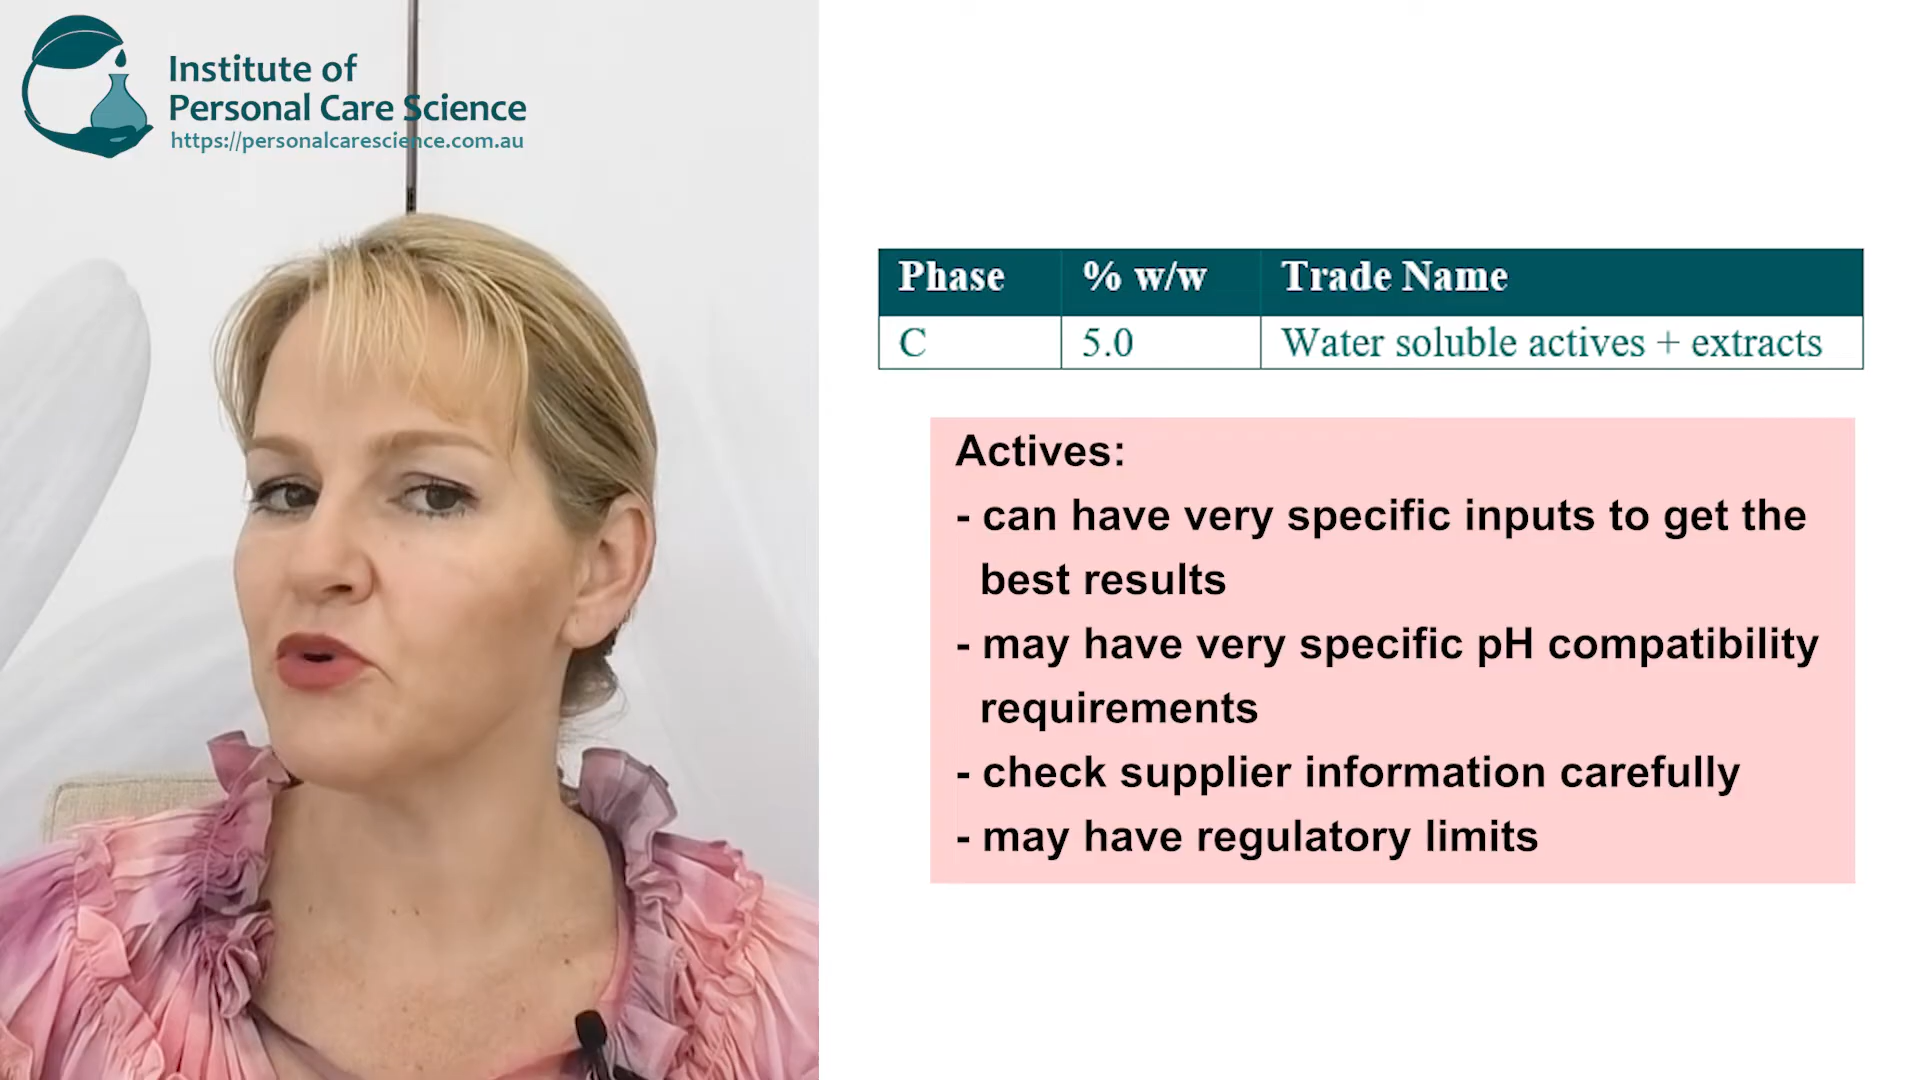 Institute of
Personal Care Science
https://personalcarescience.com.au
Phase % w/w Trade Name
C 5.0 Water soluble actives + extracts
Actives:
- can have very specific inputs to get the
best results
- may have very specific pH compatibility
requirements
- check supplier information carefully
- may have regulatory limits